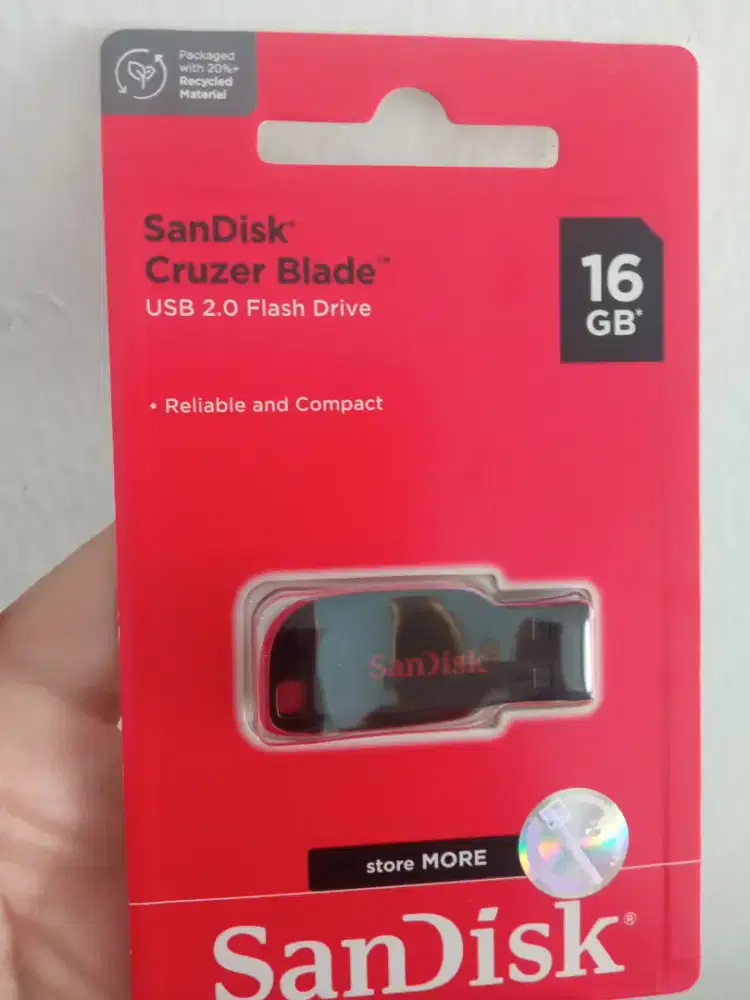 Packaged
with 20%+
Recycled
Material
SanDisk®
Cruzer Blade™
USB 2.0 Flash Drive
16
GB*
• Reliable and Compact
SanDisk
store MORE
SanDisk®